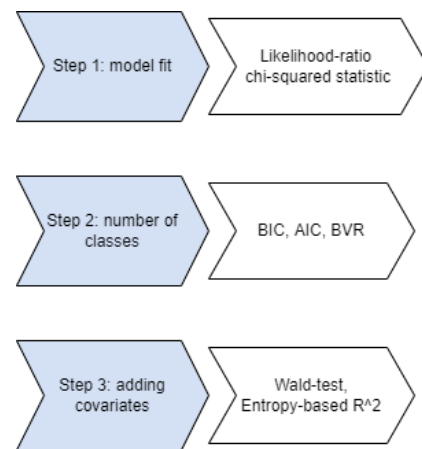 Step 1: model fit
Likelihood-ratio
chi-squared statistic
Step 2: number of
classes
BIC, AIC, BVR
Step 3: adding
covariates
Wald-test,
Entropy-based R^2